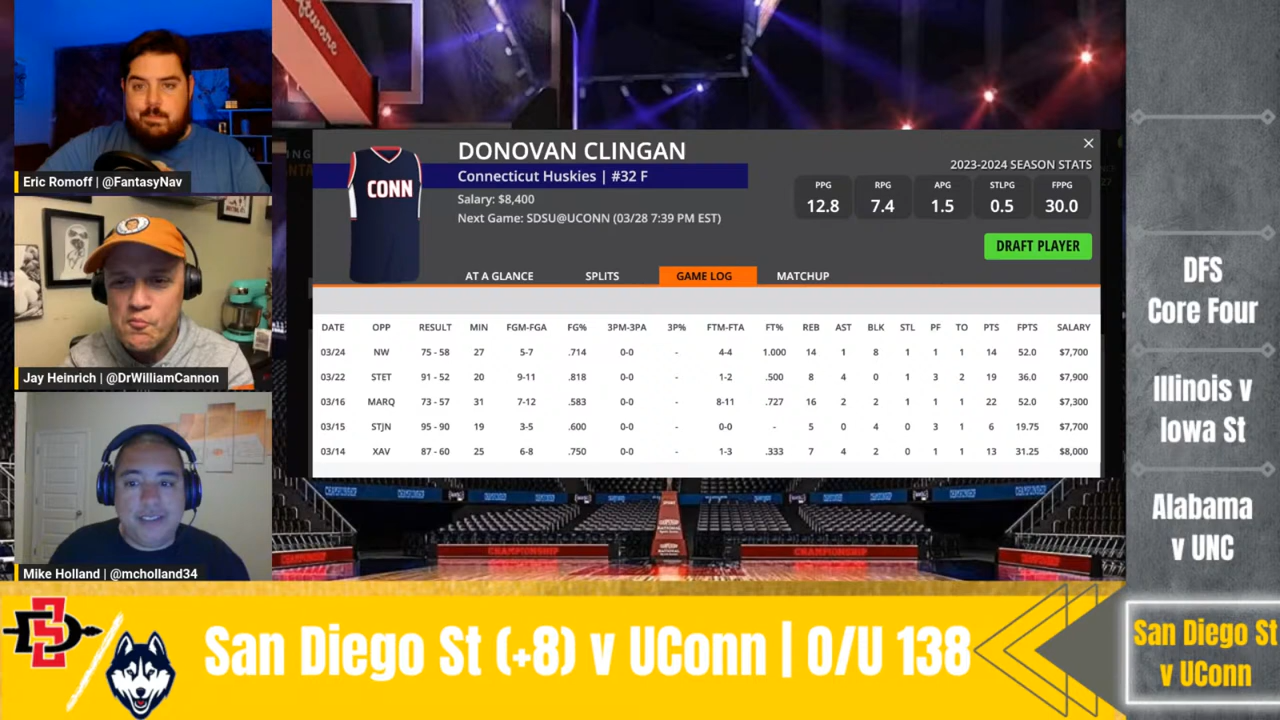 Eric Romoff | @FantasyNav
Jay Heinrich | @DrWilliamCannon
Mike Holland | @mcholland34
CONN
DONOVAN CLINGAN
Connecticut Huskies | #32 F
Salary: $8,400
Next Game: SDSU@UCONN (03/28 7:39 PM EST)
2023-2024 SEASON STATS
PPG RPG APG STLPG FPPG
12.8 7.4 1.5 0.5 30.0
DRAFT PLAYER
AT A GLANCE SPLITS GAME LOG MATCHUP
DATE OPP RESULT MIN FGM-FGA FG% 3PM-3PA 3P% FTM-FTA FT% REB AST BLK STL PF TO PTS FPTS SALARY
03/24 NW 75 - 58 27 5-7 .714 0-0 - 4-4 1.000 14 1 8 1 1 1 14 52.0 $7,700
03/22 STET 91 - 52 20 9-11 .818 0-0 - 1-2 .500 8 4 0 1 3 2 19 36.0 $7,900
03/16 MARQ 73 - 57 31 7-12 .583 0-0 - 8-11 .727 16 2 2 1 1 1 22 52.0 $7,300
03/15 STJN 95 - 90 19 3-5 .600 0-0 - 0-0 - 5 0 4 0 3 1 6 19.75 $7,700
03/14 XAV 87 - 60 25 6-8 .750 0-0 - 1-3 .333 7 4 2 0 1 1 13 31.25 $8,000
CHAMPIONSHIP
CHAMPIONSHIP
DFS
Core Four
Illinois v
Iowa St
Alabama
v UNC
San Diego St
v UConn
SD
San Diego St (+8) v UConn | O/U 138